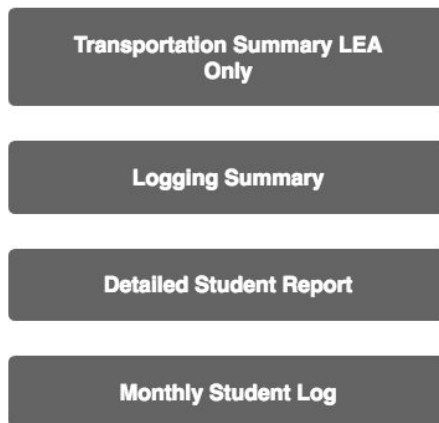 Transportation Summary LEA
Only
Logging Summary
Detailed Student Report
Monthly Student Log